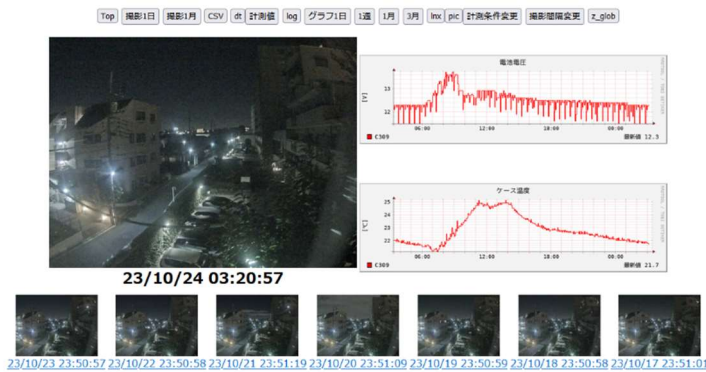 Top 撮影1日 撮影1月 CSV dt 計測値 log グラフ1日 1週 1月 3月 lnx pic 計測条件変更 撮影間隔変更 z_glob
電池電圧
[V]
13
12
06:00 12:00 18:00 00:00
C309 最新値 12.3
23/10/24 03:20:57
ケース温度
[℃]
25
24
23
22
06:00 12:00 18:00 00:00
C309 最新値 21.7
23/10/23 23:50:57 23/10/22 23:50:58 23/10/21 23:51:19 23/10/20 23:51:09 23/10/19 23:50:59 23/10/18 23:50:58 23/10/17 23:51:01